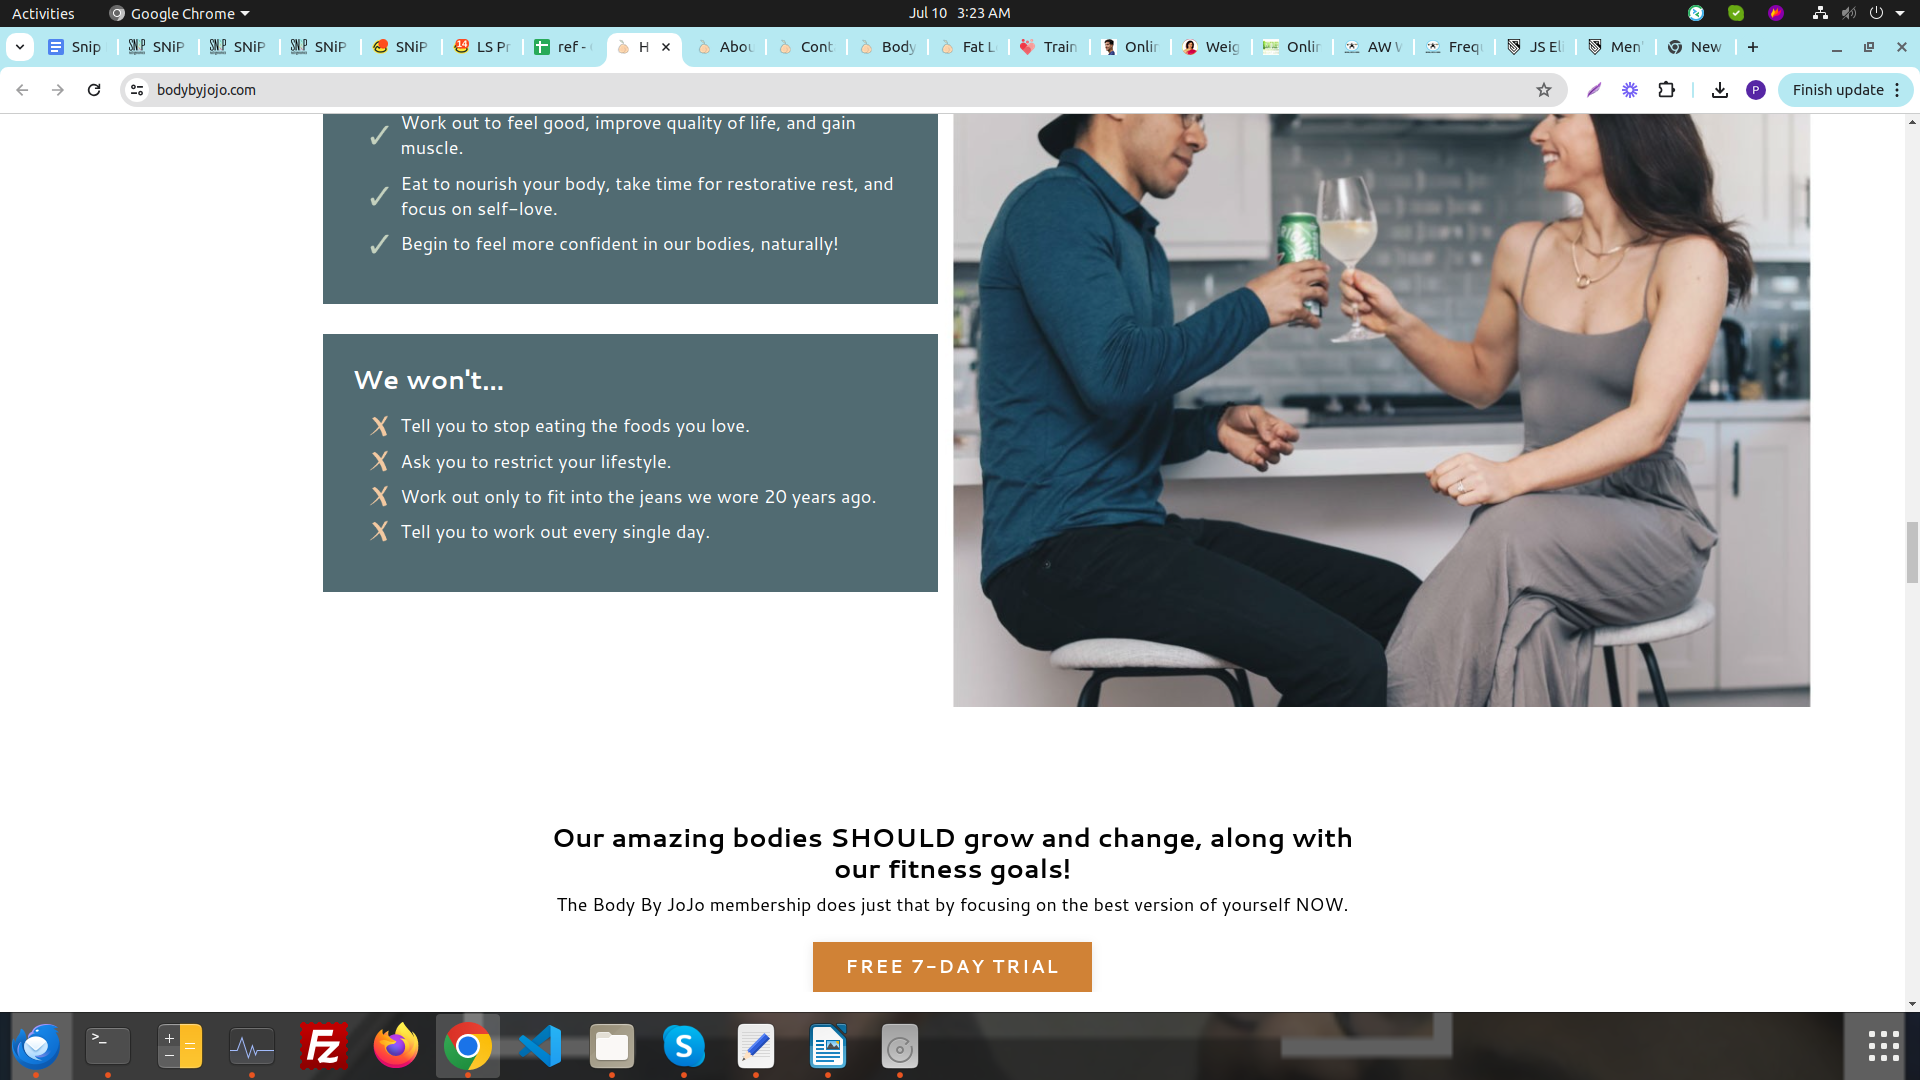 Activities
Google Chrome
Jul 10 3:23 AM
Snip
SNiP
SNiP
SNiP
SNiP
LS Pr
ref -
H
Abou
Cont
Body
Fat L
Train
Onlin
Weig
Onlin
AW V
Frequ
JS Eli
Men'
New
bodybyjojo.com
P
Finish update
Work out to feel good, improve quality of life, and gain
muscle.
Eat to nourish your body, take time for restorative rest, and
focus on self-love.
Begin to feel more confident in our bodies, naturally!
We won't...
Tell you to stop eating the foods you love.
Ask you to restrict your lifestyle.
Work out only to fit into the jeans we wore 20 years ago.
Tell you to work out every single day.
Our amazing bodies SHOULD grow and change, along with
our fitness goals!
The Body By JoJo membership does just that by focusing on the best version of yourself NOW.
FREE 7-DAY TRIAL